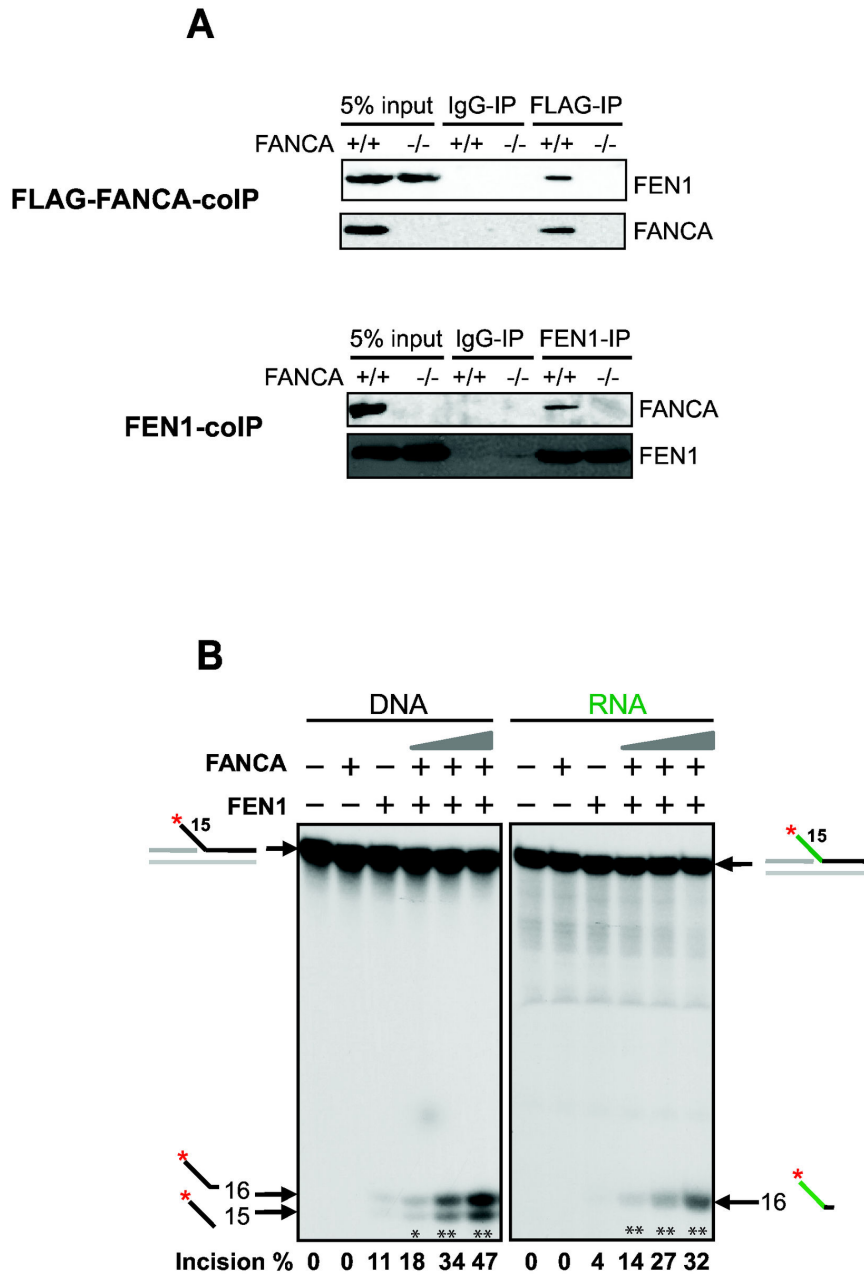 A
5% input IgG-IP FLAG-IP
FANCA +/+ -/- +/+ -/- +/+ -/-
FLAG-FANCA-coIP
FEN1
FANCA
5% input IgG-IP FEN1-IP
FANCA +/+ -/- +/+ -/- +/+ -/-
FEN1-coIP
FANCA
FEN1
B
DNA RNA
FANCA − + − + + + − + − + + +
FEN1 − − + + + + − − + + + +
* 15
* 15
* 16
* 15
* 16
* ** ** ** ** **
Incision % 0 0 11 18 34 47 0 0 4 14 27 32